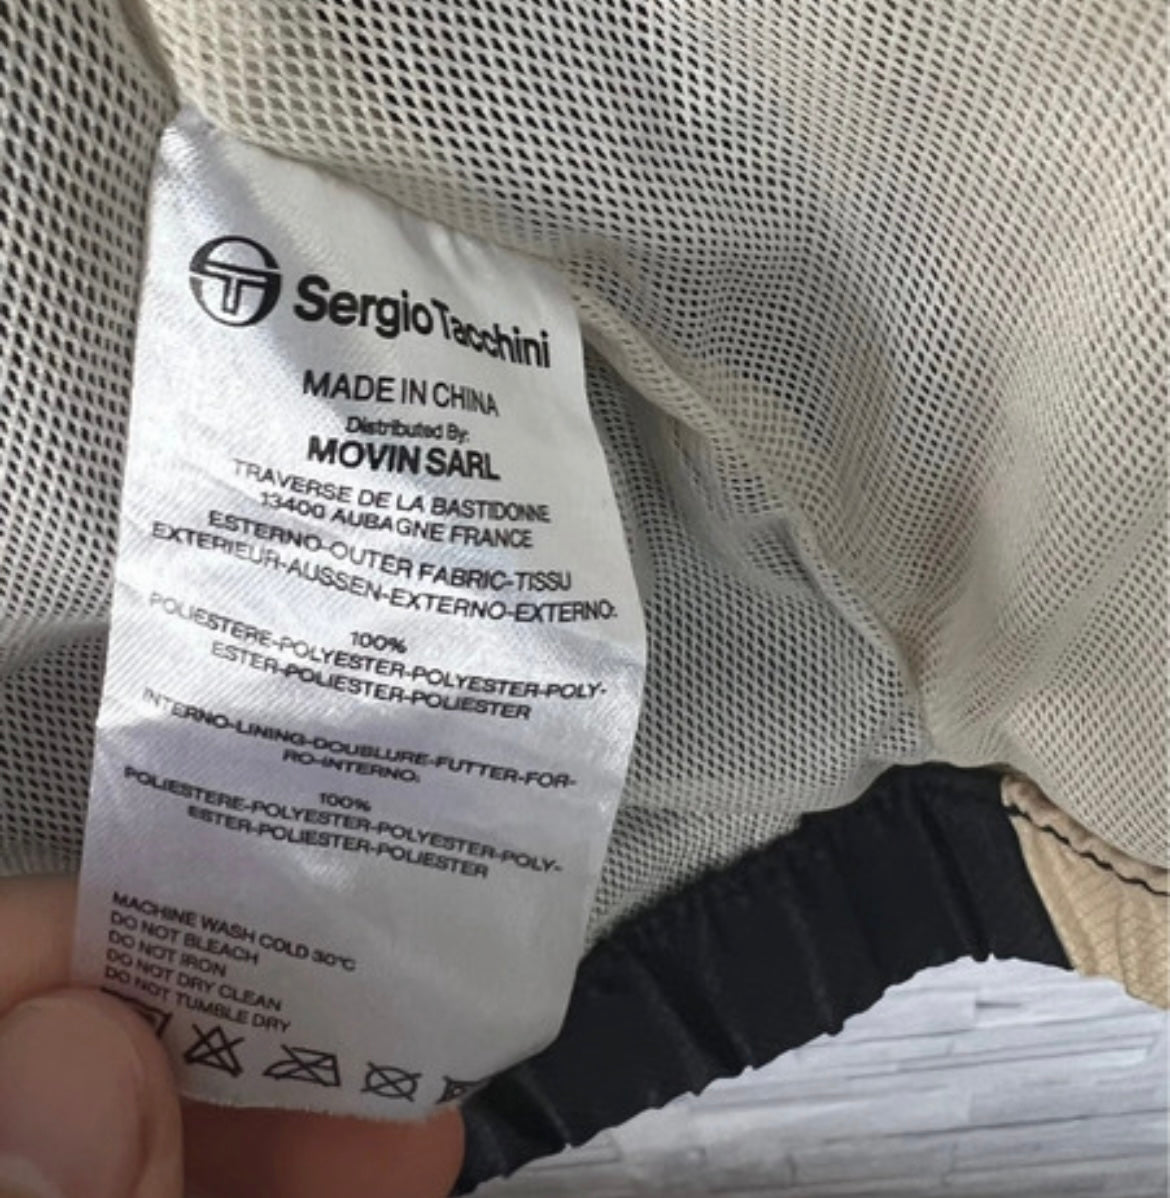 Sergio Tacchini
MADE IN CHINA
Distributed By:
MOVIN SARL
TRAVERSE DE LA BASTIDONNE
13400 AUBAGNE FRANCE
ESTERNO-OUTER FABRIC-TISSU
EXTERIEUR-AUSSEN-EXTERNO-EXTERNO:
100%
POLIESTERE-POLYESTER-POLYESTER-POLY-
ESTER-POLIESTER-POLIESTER
INTERNO-LINING-DOUBLURE-FUTTER-FOR-
RO-INTERNO:
100%
POLIESTERE-POLYESTER-POLYESTER-POLY-
ESTER-POLIESTER-POLIESTER
MACHINE WASH COLD 30°C
DO NOT BLEACH
DO NOT IRON
DO NOT DRY CLEAN
DO NOT TUMBLE DRY